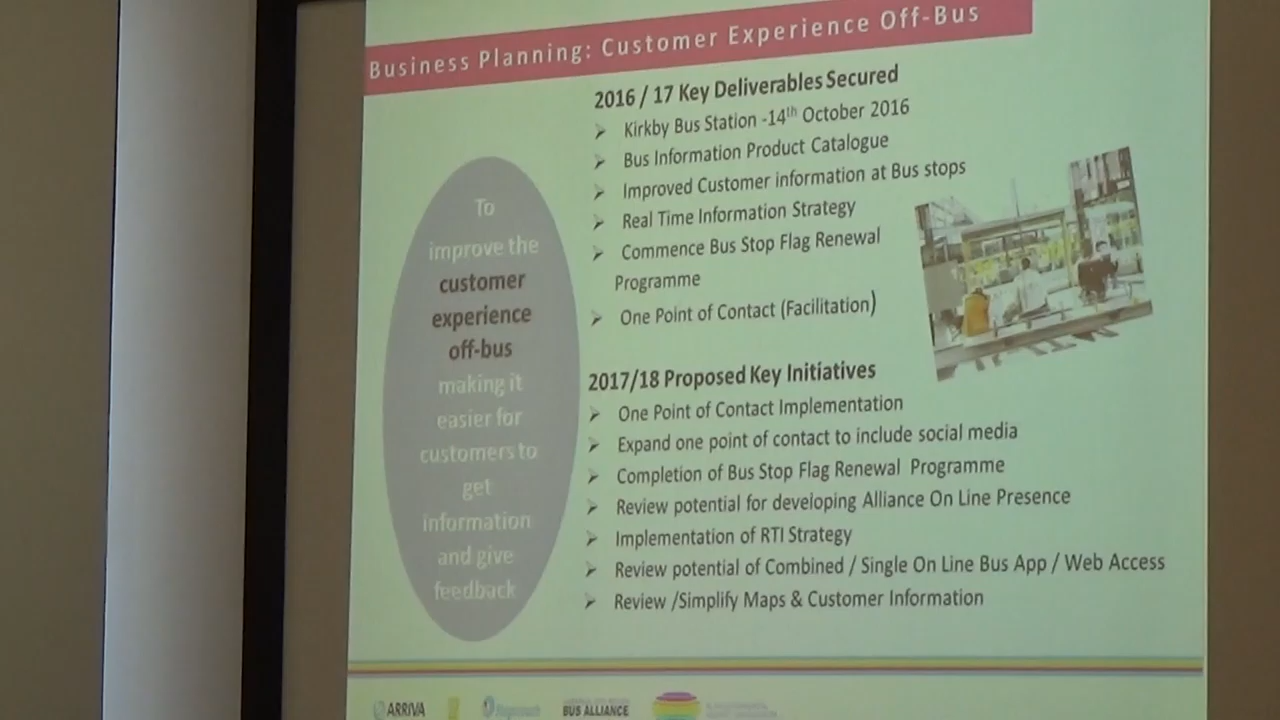 Business Planning: Customer Experience Off-Bus
To
improve the
customer
experience
off-bus
making it
easier for
customers to
get
information
and give
feedback
2016 / 17 Key Deliverables Secured
Kirkby Bus Station -14th October 2016
Bus Information Product Catalogue
Improved Customer information at Bus stops
Real Time Information Strategy
Commence Bus Stop Flag Renewal
Programme
One Point of Contact (Facilitation)
2017/18 Proposed Key Initiatives
One Point of Contact Implementation
Expand one point of contact to include social media
Completion of Bus Stop Flag Renewal Programme
Review potential for developing Alliance On Line Presence
Implementation of RTI Strategy
Review potential of Combined / Single On Line Bus App / Web Access
Review /Simplify Maps & Customer Information
ARRIVA
Stagecoach
BUS ALLIANCE